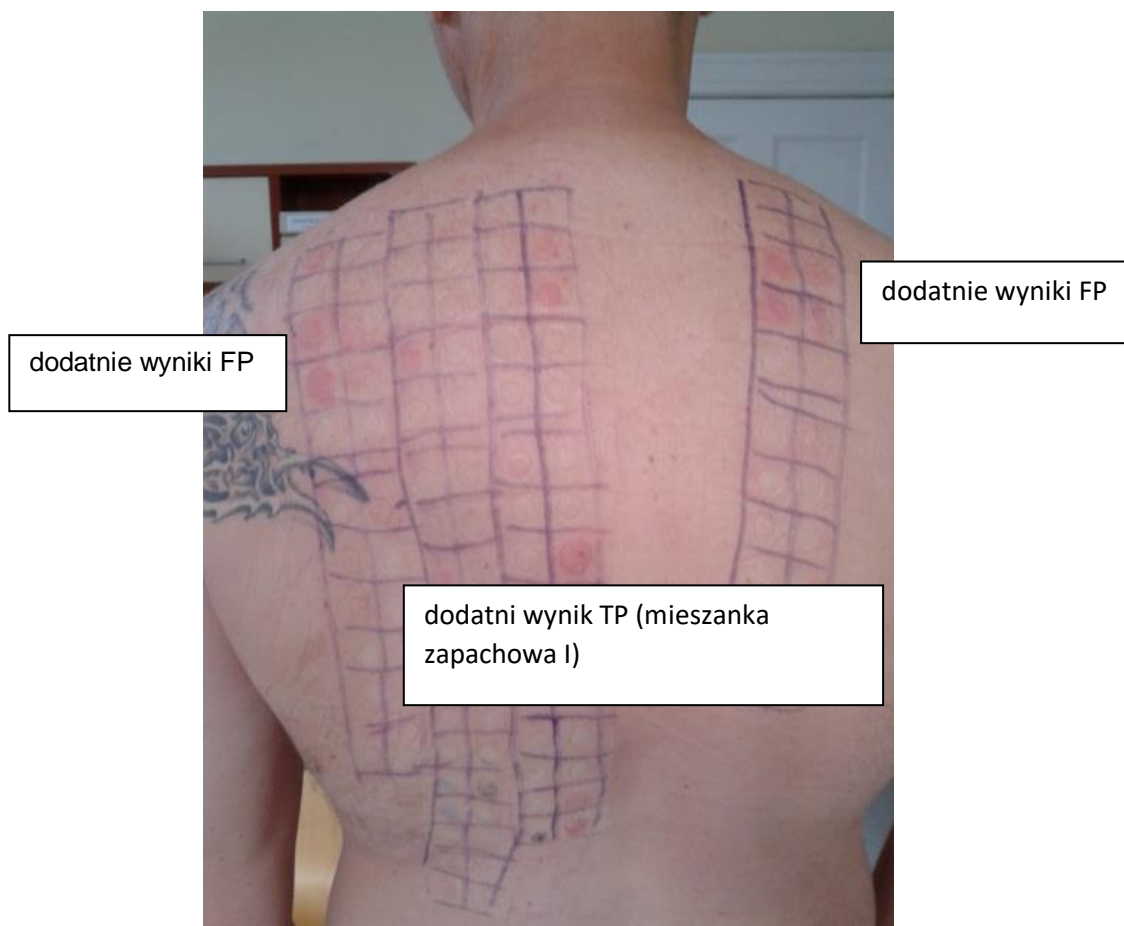 dodatnie wyniki FP
dodatnie wyniki FP
dodatni wynik TP (mieszanka
zapachowa I)